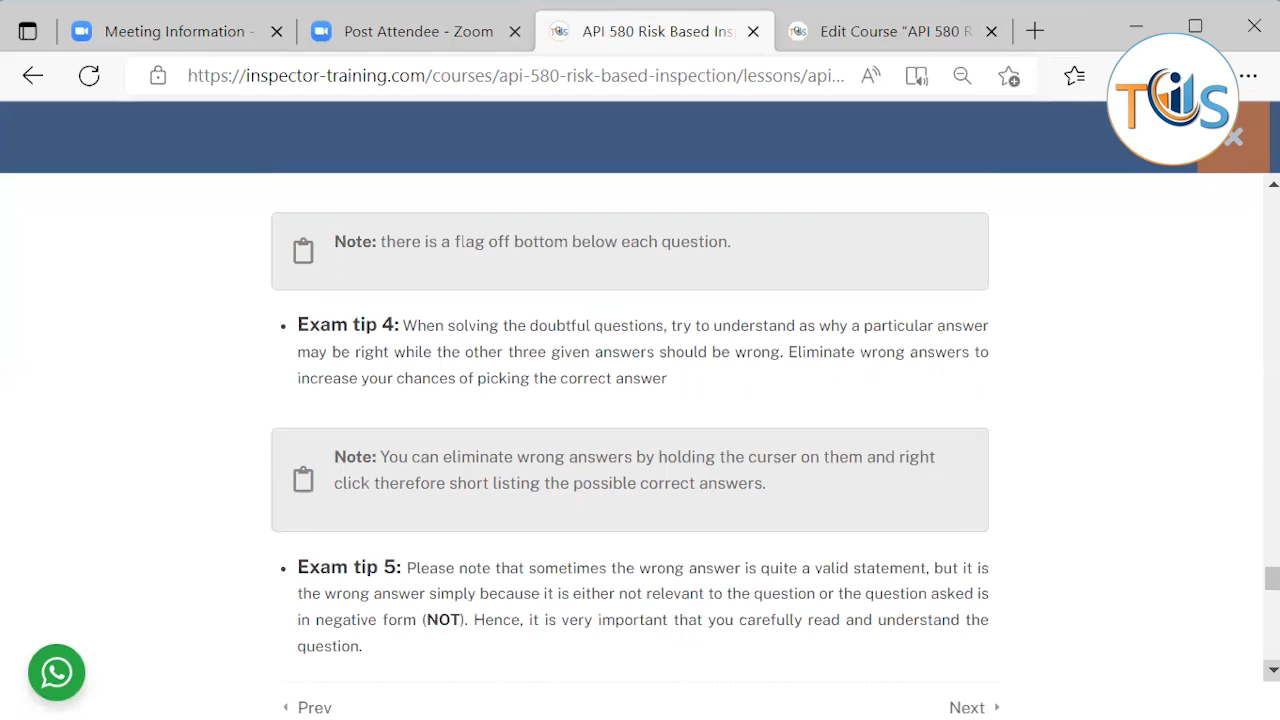 Meeting Information -
Post Attendee - Zoom
API 580 Risk Based Ins
Edit Course "API 580 R
https://inspector-training.com/courses/api-580-risk-based-inspection/lessons/api...
TIS
Note: there is a flag off bottom below each question.
• Exam tip 4: When solving the doubtful questions, try to understand as why a particular answer
may be right while the other three given answers should be wrong. Eliminate wrong answers to
increase your chances of picking the correct answer
Note: You can eliminate wrong answers by holding the curser on them and right
click therefore short listing the possible correct answers.
• Exam tip 5: Please note that sometimes the wrong answer is quite a valid statement, but it is
the wrong answer simply because it is either not relevant to the question or the question asked is
in negative form (NOT). Hence, it is very important that you carefully read and understand the
question.
Prev
Next